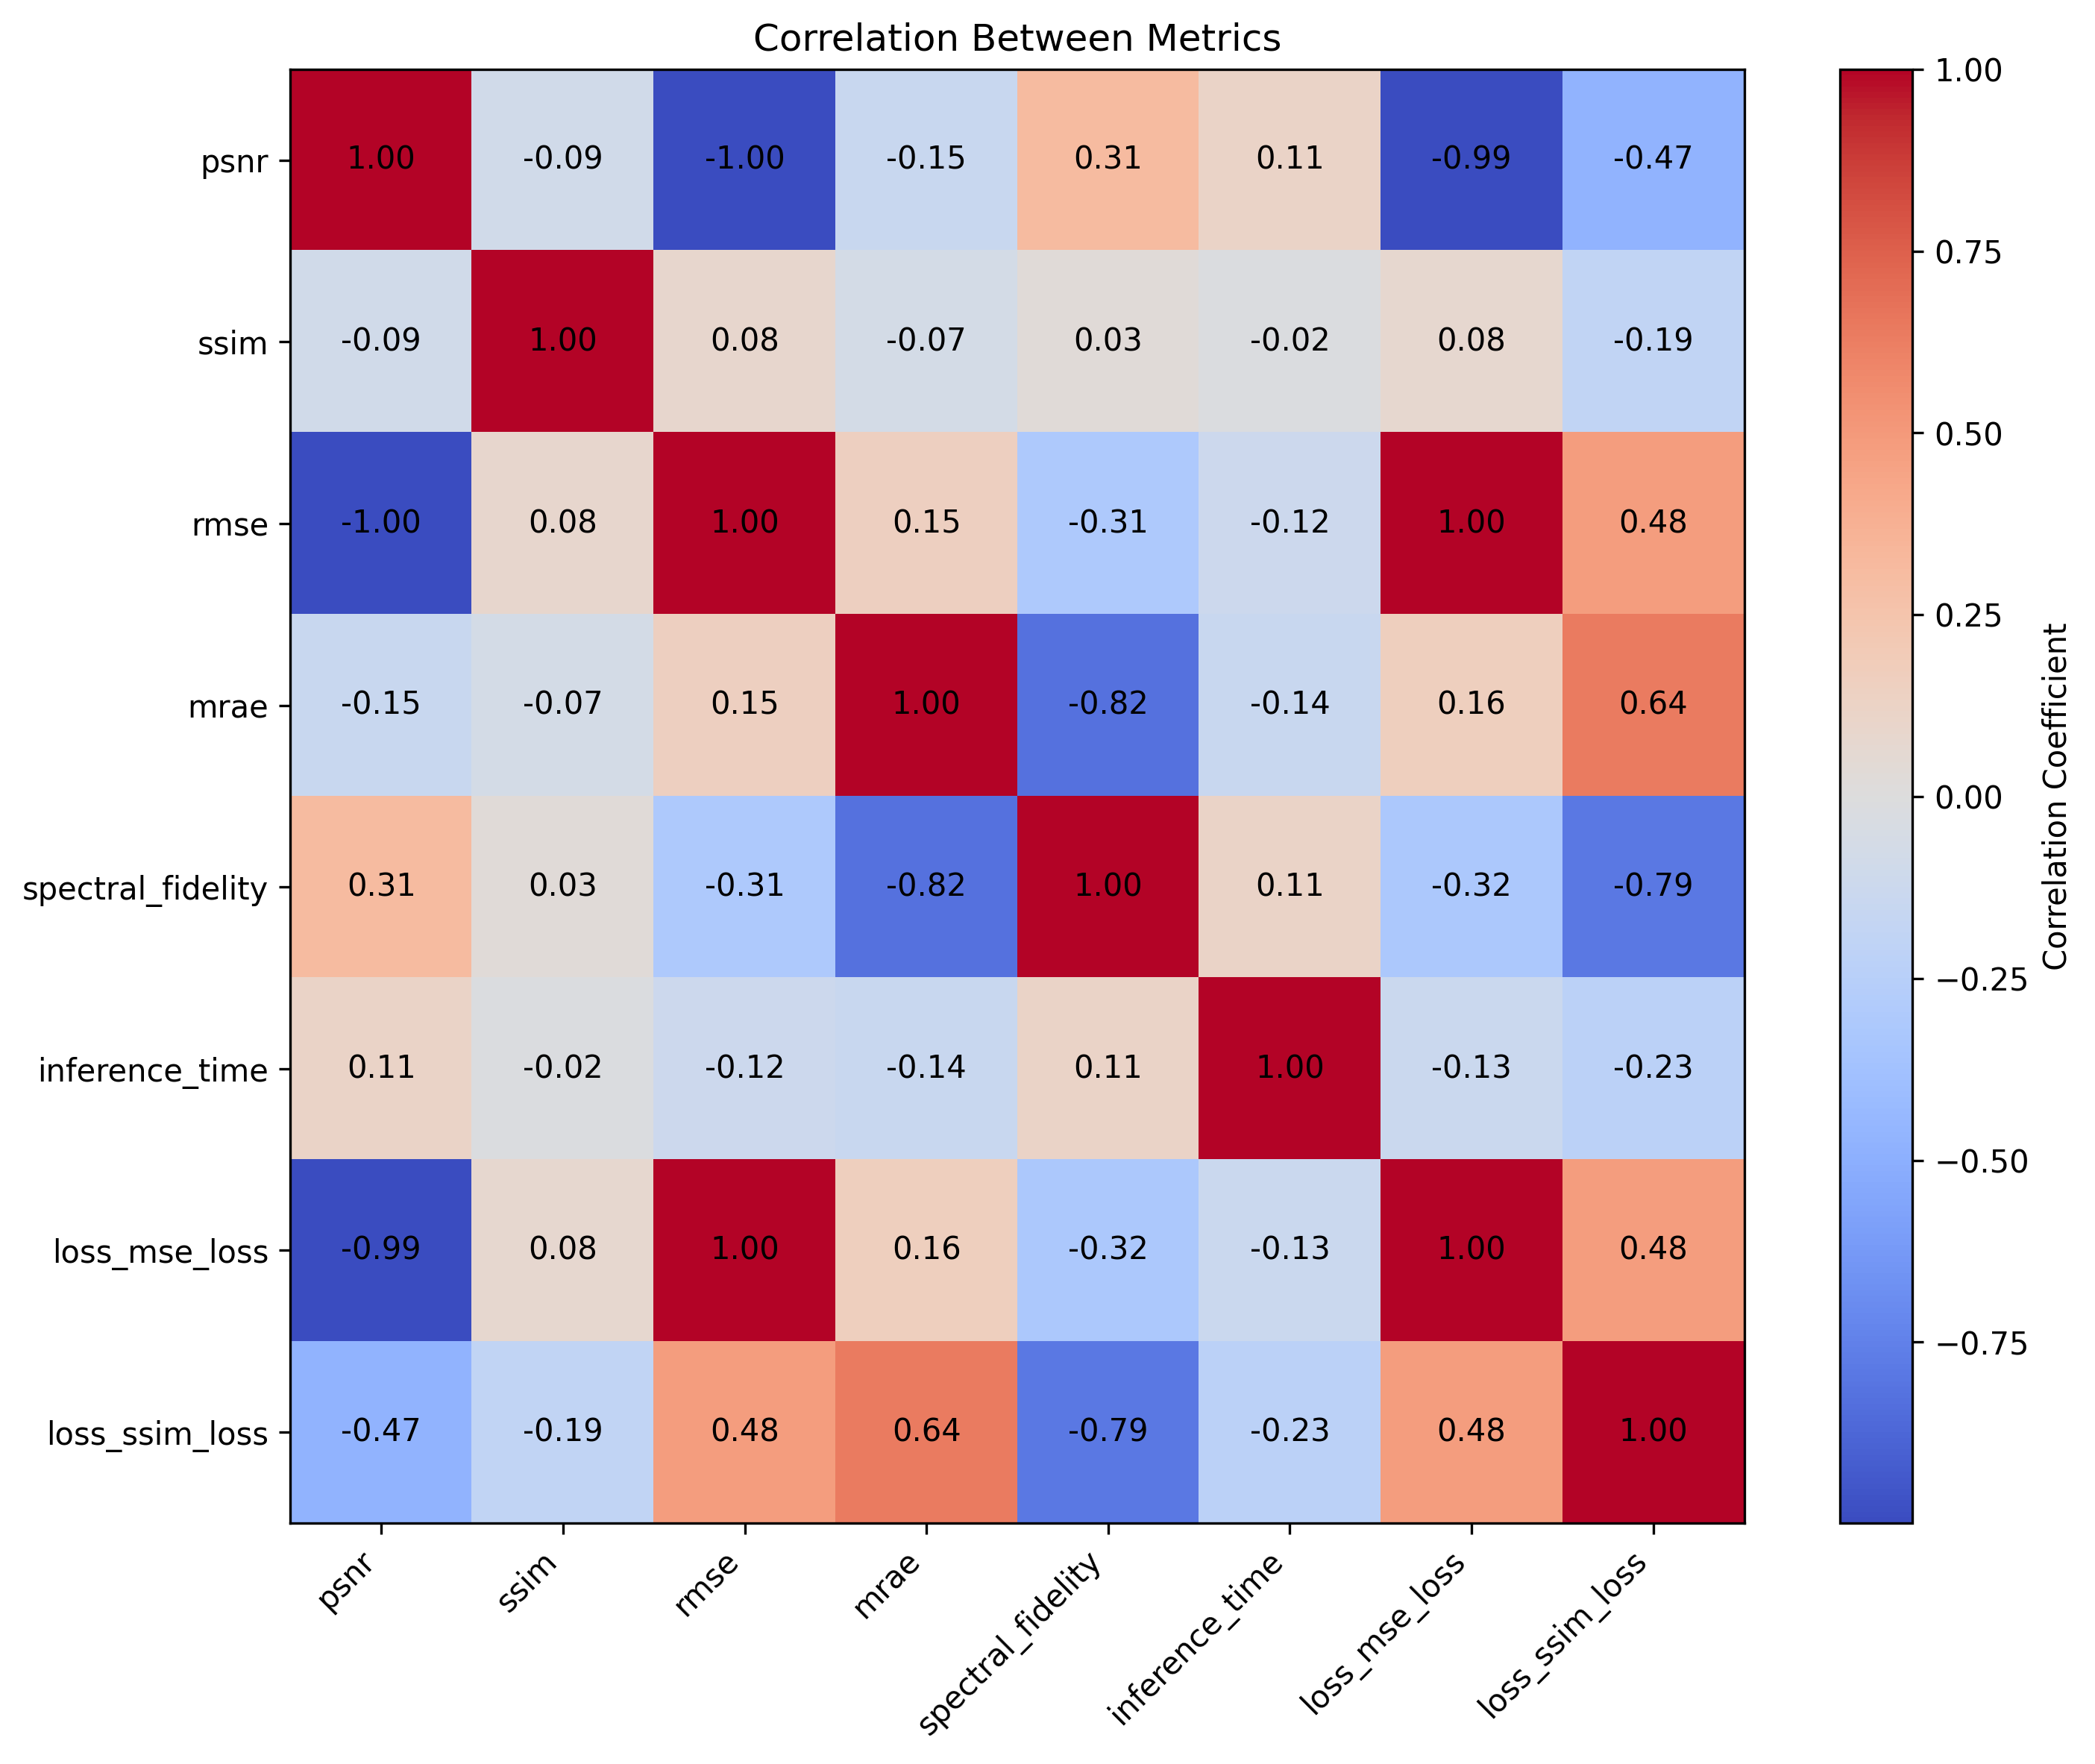 Correlation Between Metrics
psnr 1.00 -0.09 -1.00 -0.15 0.31 0.11 -0.99 -0.47
ssim -0.09 1.00 0.08 -0.07 0.03 -0.02 0.08 -0.19
rmse -1.00 0.08 1.00 0.15 -0.31 -0.12 1.00 0.48
mrae -0.15 -0.07 0.15 1.00 -0.82 -0.14 0.16 0.64
spectral_fidelity 0.31 0.03 -0.31 -0.82 1.00 0.11 -0.32 -0.79
inference_time 0.11 -0.02 -0.12 -0.14 0.11 1.00 -0.13 -0.23
loss_mse_loss -0.99 0.08 1.00 0.16 -0.32 -0.13 1.00 0.48
loss_ssim_loss -0.47 -0.19 0.48 0.64 -0.79 -0.23 0.48 1.00
psnr ssim rmse mrae spectral_fidelity inference_time loss_mse_loss loss_ssim_loss
1.00
0.75
0.50
0.25
0.00
−0.25
−0.50
−0.75
Correlation Coefficient